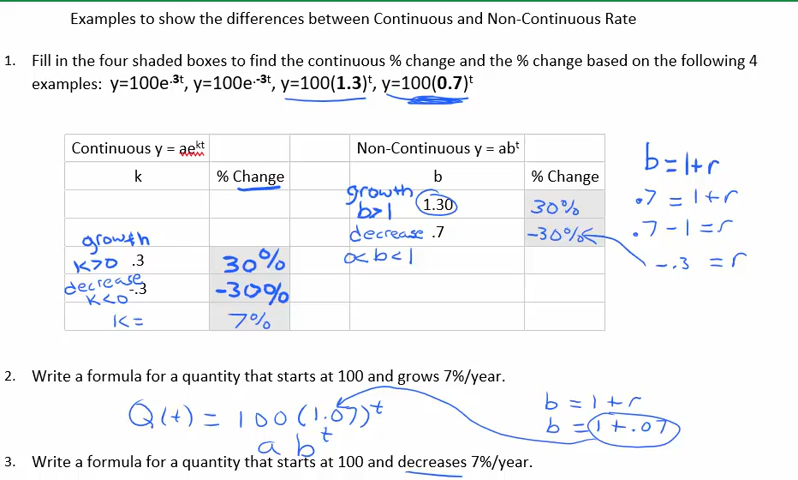 Examples to show the differences between Continuous and Non-Continuous Rate
1. Fill in the four shaded boxes to find the continuous % change and the % change based on the following 4
examples: y=100e^.3t, y=100e^-.3t, y=100(1.3)^t, y=100(0.7)^t
Continuous y = ae^kt
Non-Continuous y = ab^t
k
% Change
b
% Change
growth
b>1
1.30
30%
decrease .7
-30%
growth
k>0 .3
30%
0<b<1
decrease
k<0 -.3
-30%
k =
7%
b = 1+r
.7 = 1+r
.7 - 1 = r
-.3 = r
2. Write a formula for a quantity that starts at 100 and grows 7%/year.
Q(t) = 100(1.07)^t
a b^t
b = 1+r
b = 1+.07
3. Write a formula for a quantity that starts at 100 and decreases 7%/year.